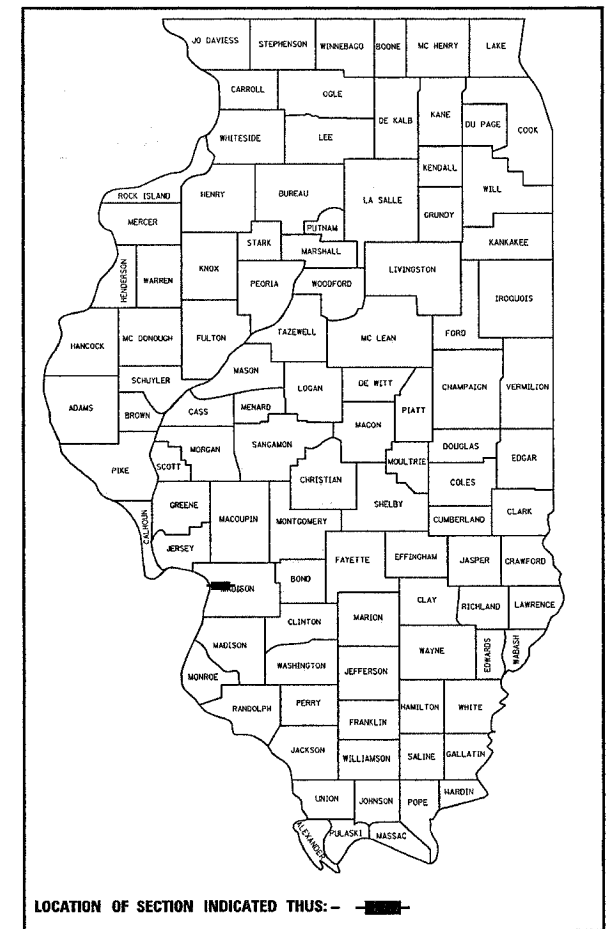 JO DAVIESS
STEPHENSON
WINNEBAGO
BOONE
MC HENRY
LAKE
CARROLL
OGLE
DE KALB
KANE
DU PAGE
COOK
WHITESIDE
LEE
KENDALL
WILL
ROCK ISLAND
HENRY
BUREAU
LA SALLE
GRUNDY
MERCER
PUTNAM
KANKAKEE
HENDERSON
WARREN
KNOX
STARK
MARSHALL
LIVINGSTON
PEORIA
WOODFORD
IROQUOIS
HANCOCK
MC DONOUGH
FULTON
TAZEWELL
MC LEAN
FORD
MASON
SCHUYLER
LOGAN
DE WITT
CHAMPAIGN
VERMILION
ADAMS
BROWN
CASS
MENARD
PIATT
MACON
PIKE
SCOTT
MORGAN
SANGAMON
CHRISTIAN
MOULTRIE
DOUGLAS
EDGAR
COLES
SHELBY
CALHOUN
GREENE
MACOUPIN
MONTGOMERY
CUMBERLAND
CLARK
JERSEY
FAYETTE
EFFINGHAM
JASPER
CRAWFORD
MADISON
BOND
CLAY
RICHLAND
LAWRENCE
CLINTON
MARION
MADISON
WAYNE
EDWARDS
WABASH
WASHINGTON
JEFFERSON
MONROE
RANDOLPH
PERRY
HAMILTON
WHITE
FRANKLIN
JACKSON
WILLIAMSON
SALINE
GALLATIN
UNION
JOHNSON
POPE
HARDIN
ALEXANDER
PULASKI
MASSAC
LOCATION OF SECTION INDICATED THUS: -